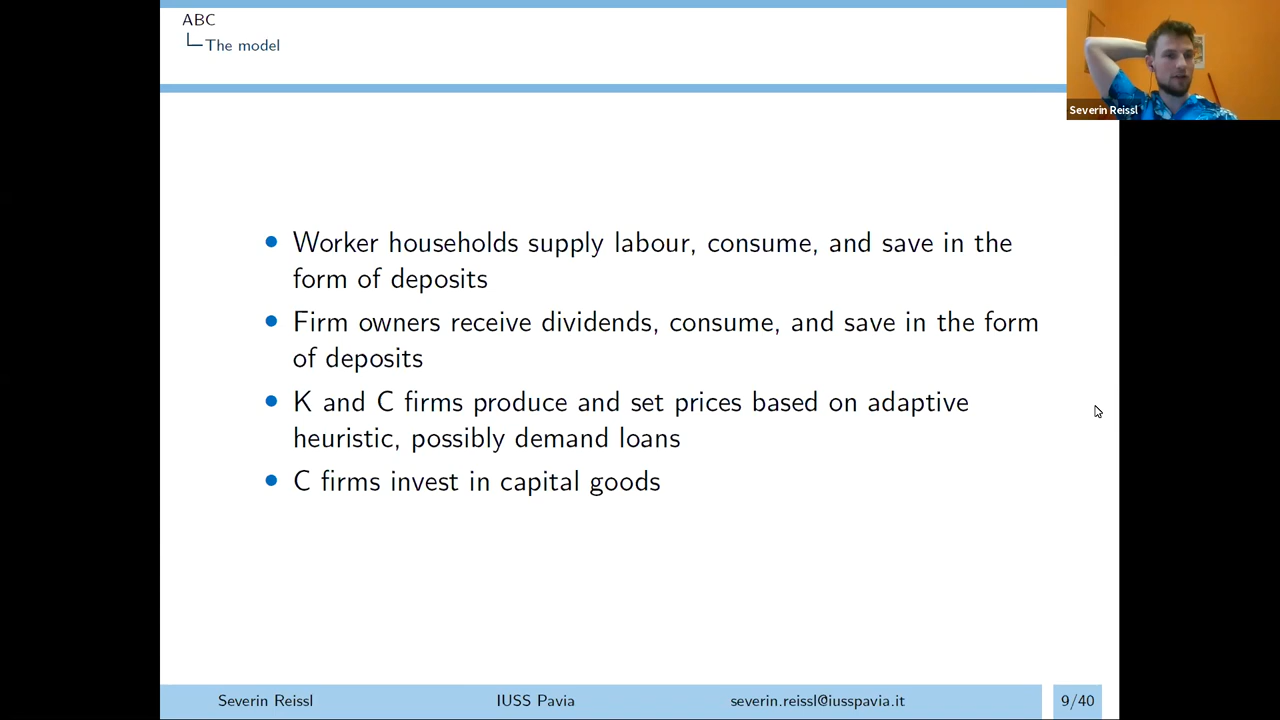 ABC
The model
Severin Reissl
• Worker households supply labour, consume, and save in the
form of deposits
• Firm owners receive dividends, consume, and save in the form
of deposits
• K and C firms produce and set prices based on adaptive
heuristic, possibly demand loans
• C firms invest in capital goods
Severin Reissl IUSS Pavia severin.reissl@iusspavia.it 9/40